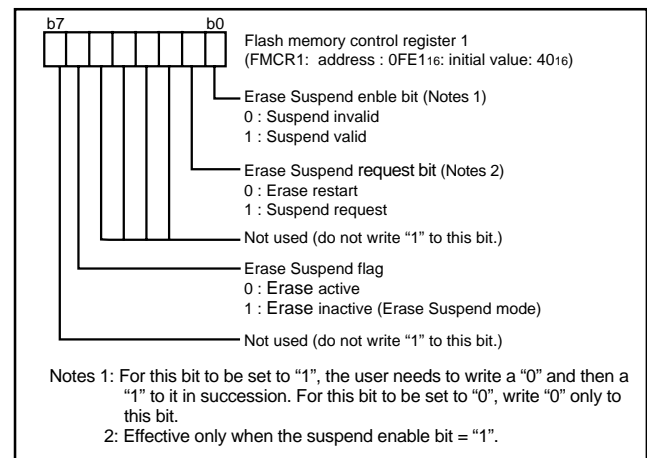 b7 b0
Flash memory control register 1
(FMCR1: address : 0FE116: initial value: 4016)
Erase Suspend enble bit (Notes 1)
0 : Suspend invalid
1 : Suspend valid
Erase Suspend request bit (Notes 2)
0 : Erase restart
1 : Suspend request
Not used (do not write “1” to this bit.)
Erase Suspend flag
0 : Erase active
1 : Erase inactive (Erase Suspend mode)
Not used (do not write “1” to this bit.)
Notes 1: For this bit to be set to “1”, the user needs to write a “0” and then a
“1” to it in succession. For this bit to be set to “0”, write “0” only to
this bit.
2: Effective only when the suspend enable bit = “1”.